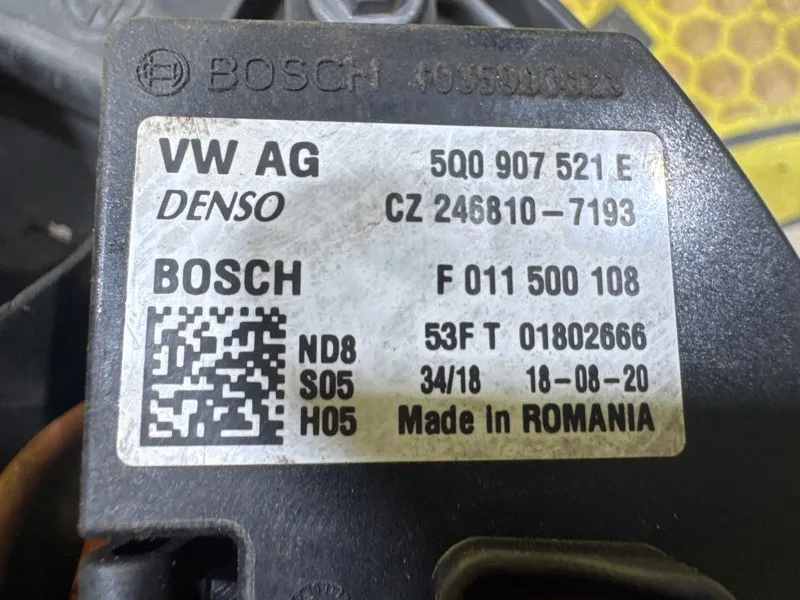 BOSCH
VW AG 5Q0 907 521 E
DENSO CZ 246810-7193
BOSCH F 011 500 108
ND8 53F T 01802666
S05 34/18 18-08-20
H05 Made in ROMANIA